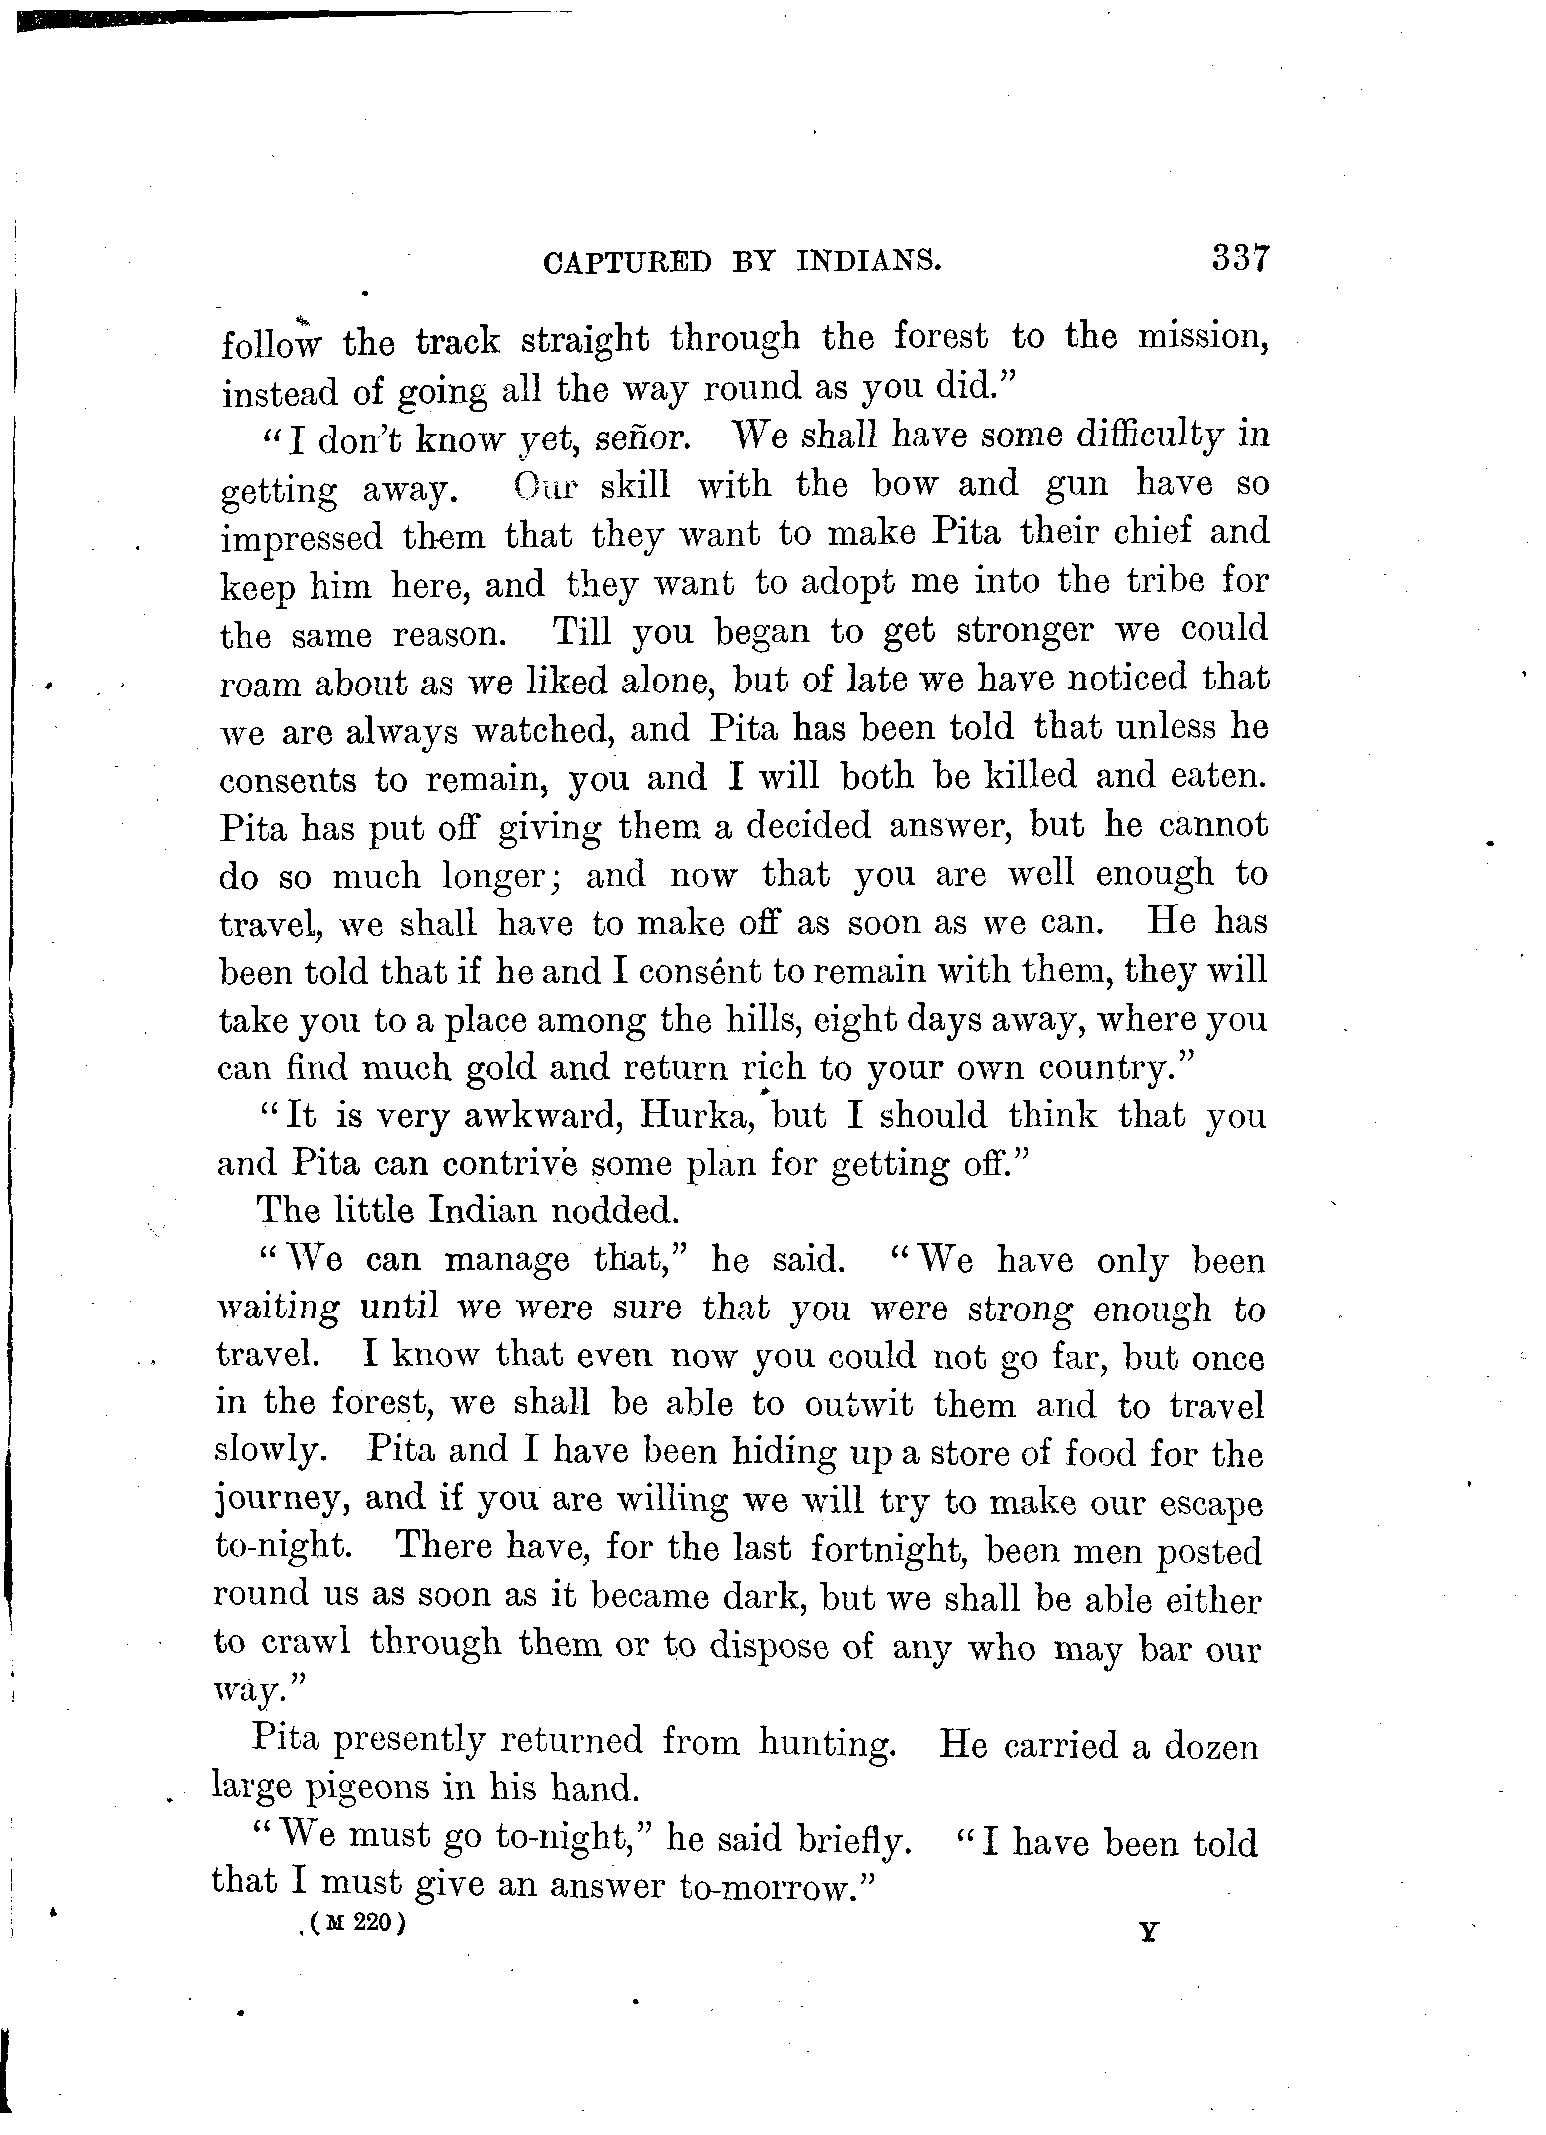 CAPTURED BY INDIANS. 337
follow the track straight through the forest to the mission,
instead of going all the way round as you did.”
“I don't know yet, señor. We shall have some difficulty in
getting away. Our skill with the bow and gun have so
impressed them that they want to make Pita their chief and
keep him here, and they want to adopt me into the tribe for
the same reason. Till you began to get stronger we could
roam about as we liked alone, but of late we have noticed that
we are always watched, and Pita has been told that unless he
consents to remain, you and I will both be killed and eaten.
Pita has put off giving them a decided answer, but he cannot
do so much longer; and now that you are well enough to
travel, we shall have to make off as soon as we can. He has
been told that if he and I consent to remain with them, they will
take you to a place among the hills, eight days away, where you
can find much gold and return rich to your own country.”
“It is very awkward, Hurka, but I should think that you
and Pita can contrive some plan for getting off.”
The little Indian nodded.
“We can manage that,” he said. “We have only been
waiting until we were sure that you were strong enough to
travel. I know that even now you could not go far, but once
in the forest, we shall be able to outwit them and to travel
slowly. Pita and I have been hiding up a store of food for the
journey, and if you are willing we will try to make our escape
to-night. There have, for the last fortnight, been men posted
round us as soon as it became dark, but we shall be able either
to crawl through them or to dispose of any who may bar our
way.”
Pita presently returned from hunting. He carried a dozen
large pigeons in his hand.
“We must go to-night,” he said briefly. “I have been told
that I must give an answer to-morrow.”
(M 220) Y